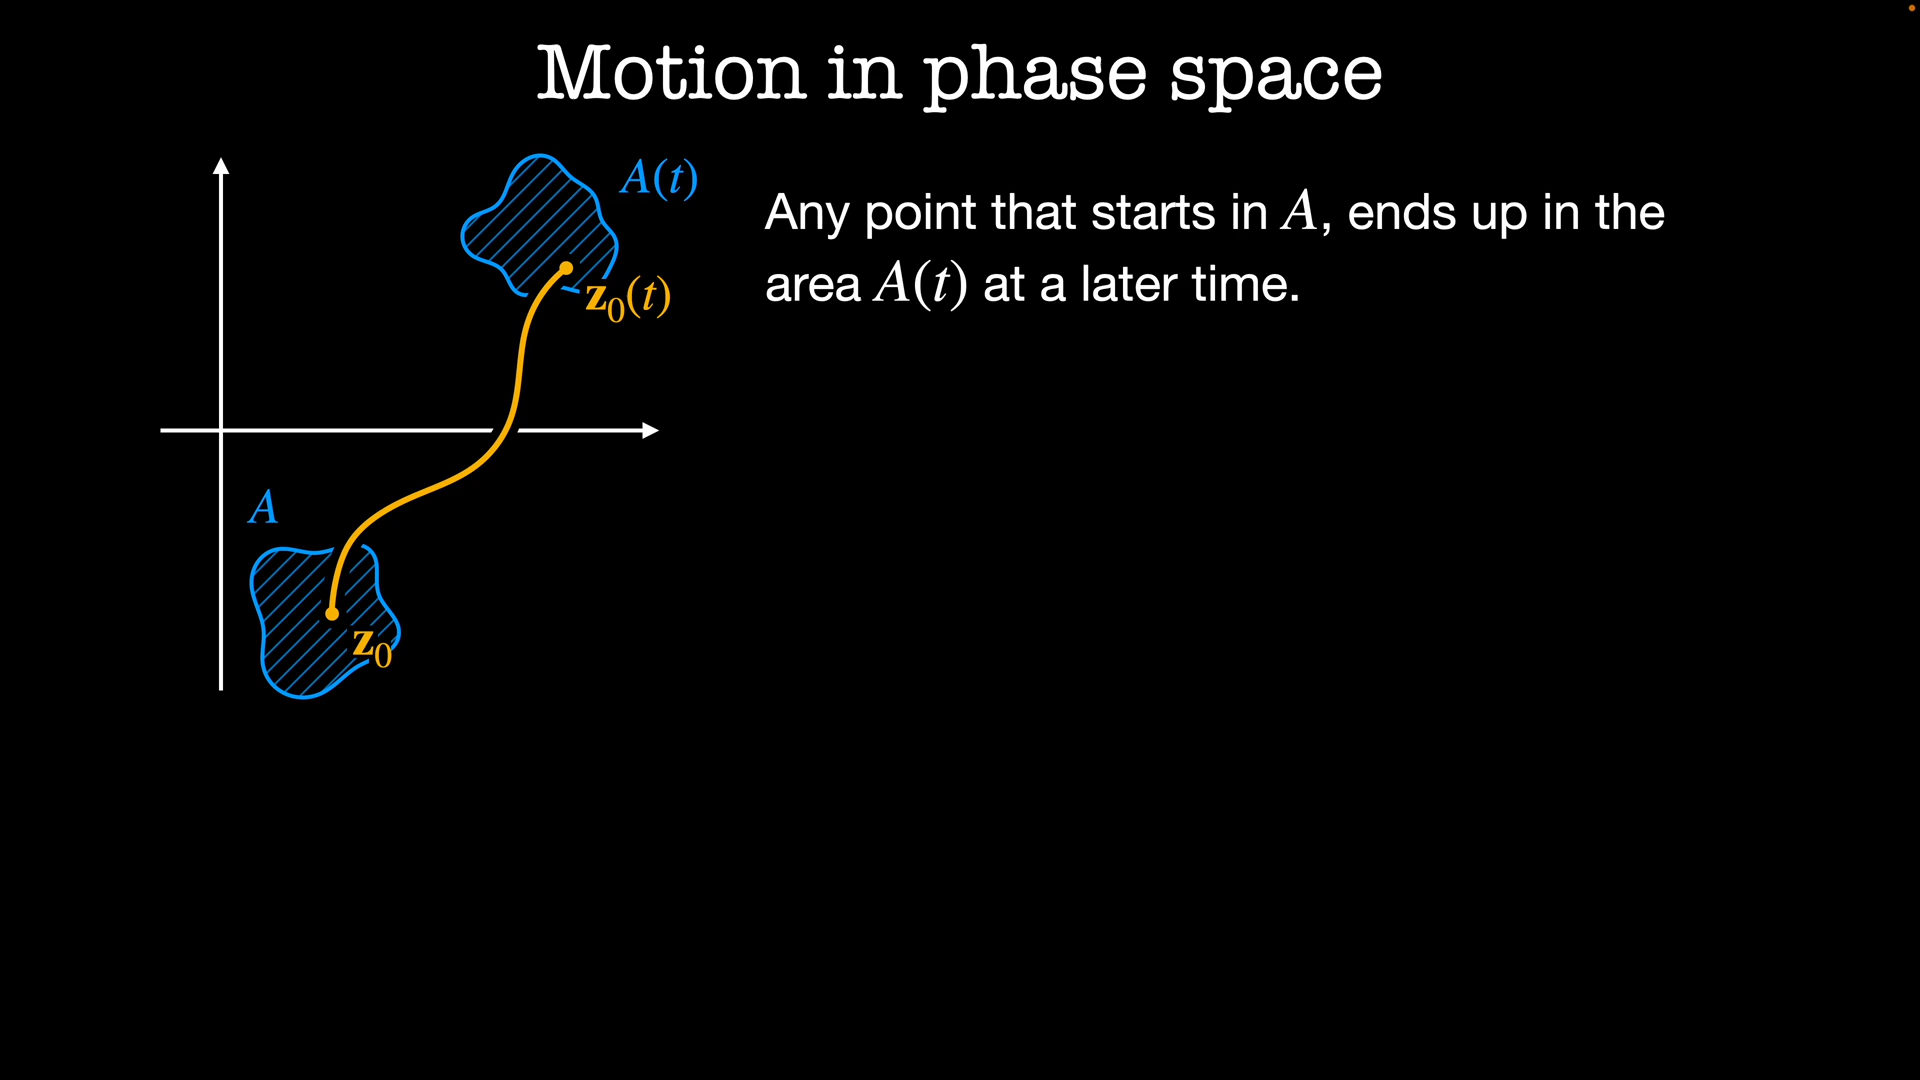 Motion in phase space
A(t)
Any point that starts in A, ends up in the
area A(t) at a later time.
z₀(t)
A
z₀